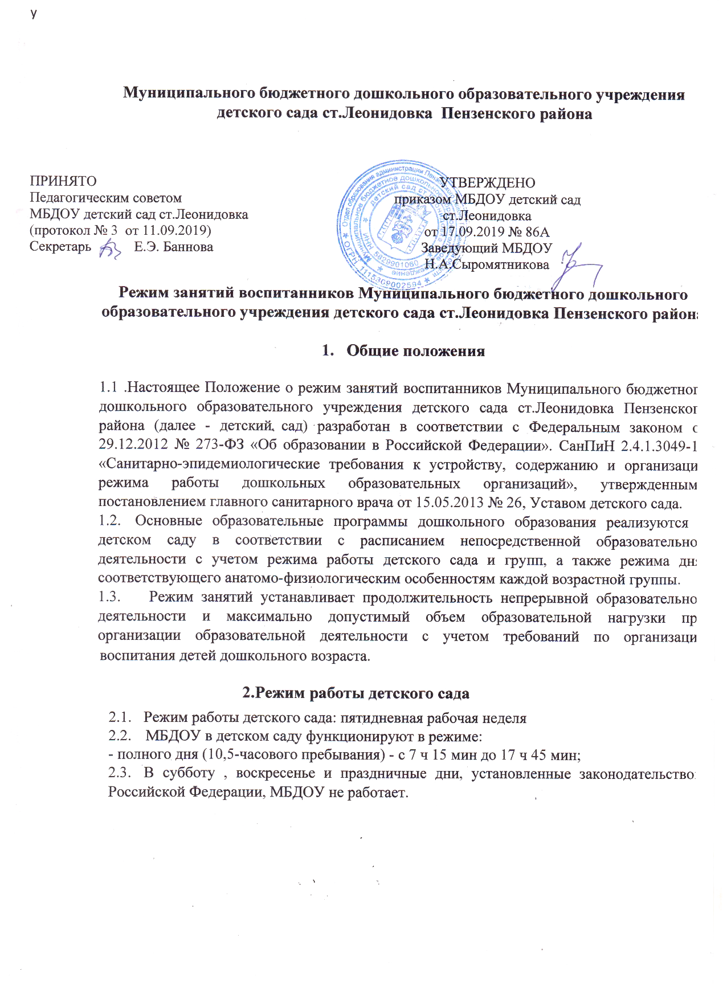 У
Муниципального бюджетного дошкольного образовательного учреждения
детского сада ст.Леонидовка Пензенского района
ПРИНЯТО
Педагогическим советом
МБДОУ детский сад ст.Леонидовка
(протокол № 3 от 11.09.2019)
Секретарь Е.Э. Баннова
УТВЕРЖДЕНО
приказом МБДОУ детский сад
ст.Леонидовка
от 17.09.2019 № 86А
Заведующий МБДОУ
Н.А.Сыромятникова
Отдел образования администрации Пензенского
детский сад ст. Леонидовка
ИНН 5829901060
ОГРН 1115809002594
Режим занятий воспитанников Муниципального бюджетного дошкольного
образовательного учреждения детского сада ст.Леонидовка Пензенского район
1. Общие положения
1.1 .Настоящее Положение о режим занятий воспитанников Муниципального бюджетног
дошкольного образовательного учреждения детского сада ст.Леонидовка Пензенског
района (далее - детский сад) разработан в соответствии с Федеральным законом о
29.12.2012 № 273-ФЗ «Об образовании в Российской Федерации». СанПиН 2.4.1.3049-1
«Санитарно-эпидемиологические требования к устройству, содержанию и организаци
режима работы дошкольных образовательных организаций», утвержденным
постановлением главного санитарного врача от 15.05.2013 № 26, Уставом детского сада.
1.2. Основные образовательные программы дошкольного образования реализуются
детском саду в соответствии с расписанием непосредственной образовательно
деятельности с учетом режима работы детского сада и групп, а также режима дн
соответствующего анатомо-физиологическим особенностям каждой возрастной группы.
1.3. Режим занятий устанавливает продолжительность непрерывной образовательно
деятельности и максимально допустимый объем образовательной нагрузки пр
организации образовательной деятельности с учетом требований по организаци
воспитания детей дошкольного возраста.
2.Режим работы детского сада
2.1. Режим работы детского сада: пятидневная рабочая неделя
2.2. МБДОУ в детском саду функционируют в режиме:
- полного дня (10,5-часового пребывания) - с 7 ч 15 мин до 17 ч 45 мин;
2.3. В субботу , воскресенье и праздничные дни, установленные законодательство
Российской Федерации, МБДОУ не работает.